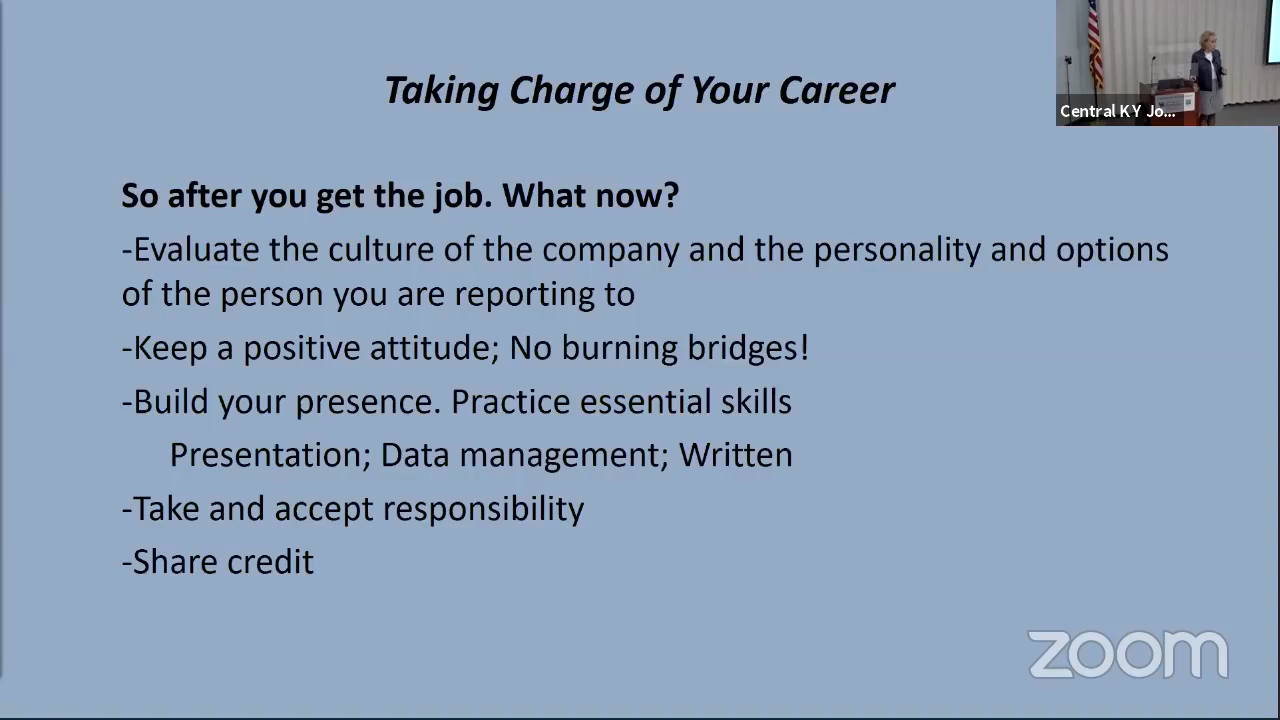 Taking Charge of Your Career
Central KY Jo...
So after you get the job. What now?
-Evaluate the culture of the company and the personality and options
of the person you are reporting to
-Keep a positive attitude; No burning bridges!
-Build your presence. Practice essential skills
Presentation; Data management; Written
-Take and accept responsibility
-Share credit
zoom